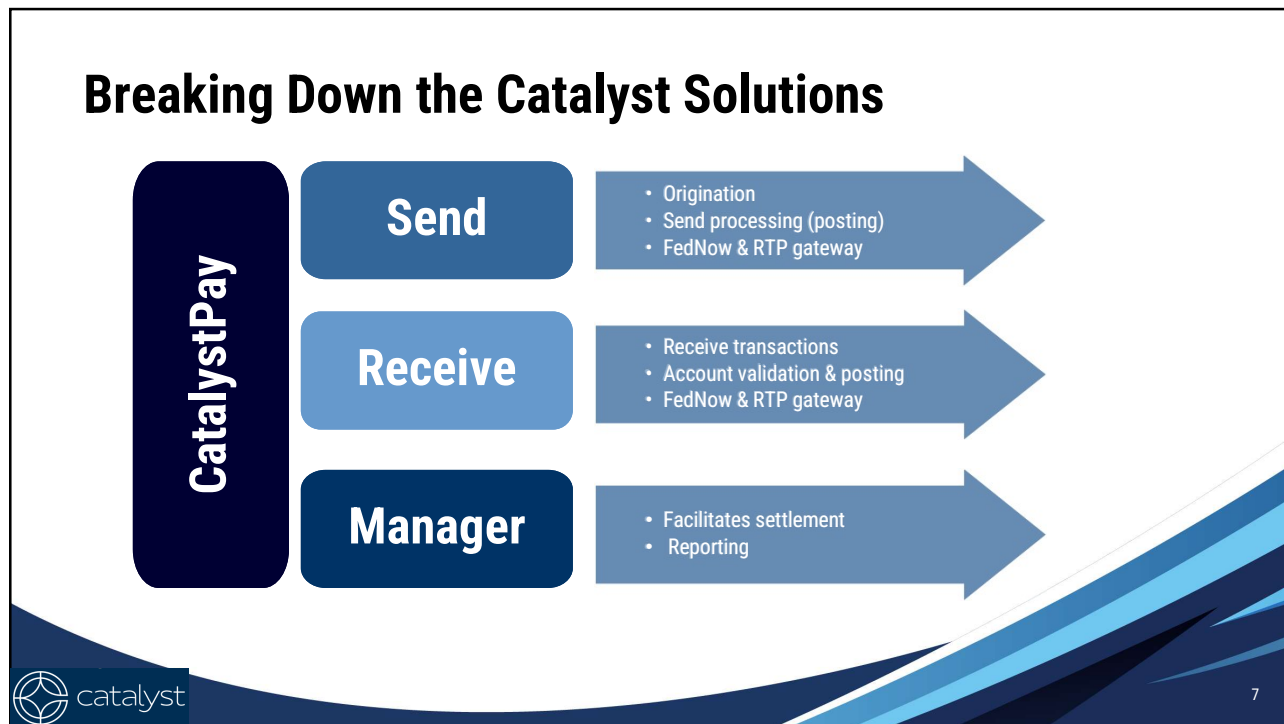 Breaking Down the Catalyst Solutions
CatalystPay
Send
• Origination
• Send processing (posting)
• FedNow & RTP gateway
Receive
• Receive transactions
• Account validation & posting
• FedNow & RTP gateway
Manager
• Facilitates settlement
• Reporting
catalyst
7